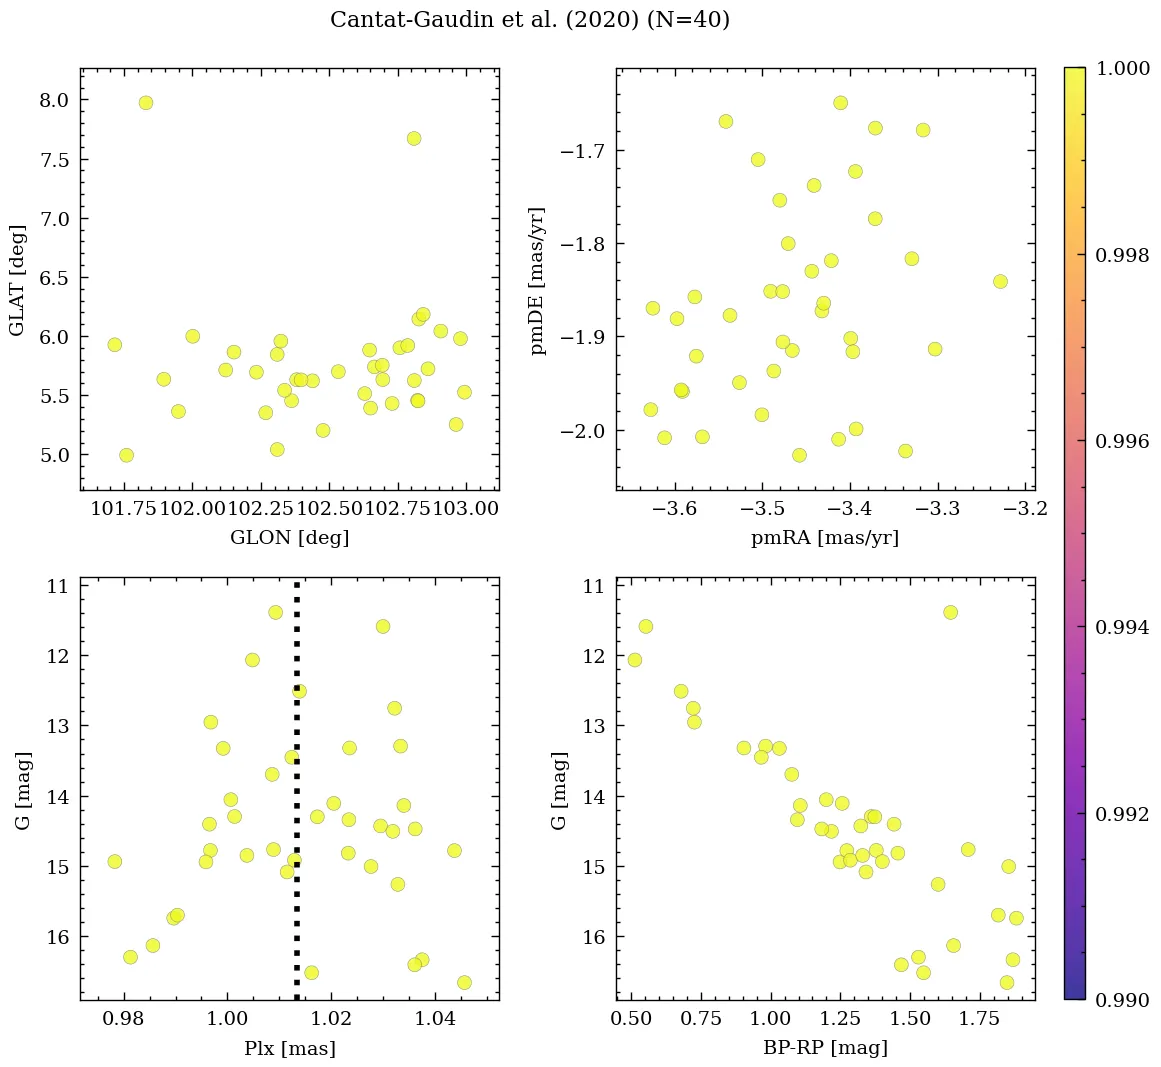 Cantat-Gaudin et al. (2020) (N=40)
8.0
7.5
7.0
6.5
6.0
5.5
5.0
GLAT [deg]
101.75 102.00 102.25 102.50 102.75 103.00
GLON [deg]
−1.7
−1.8
−1.9
−2.0
pmDE [mas/yr]
−3.6 −3.5 −3.4 −3.3 −3.2
pmRA [mas/yr]
1.000
0.998
0.996
0.994
0.992
0.990
11
12
13
14
15
16
G [mag]
0.98 1.00 1.02 1.04
Plx [mas]
11
12
13
14
15
16
G [mag]
0.50 0.75 1.00 1.25 1.50 1.75
BP-RP [mag]